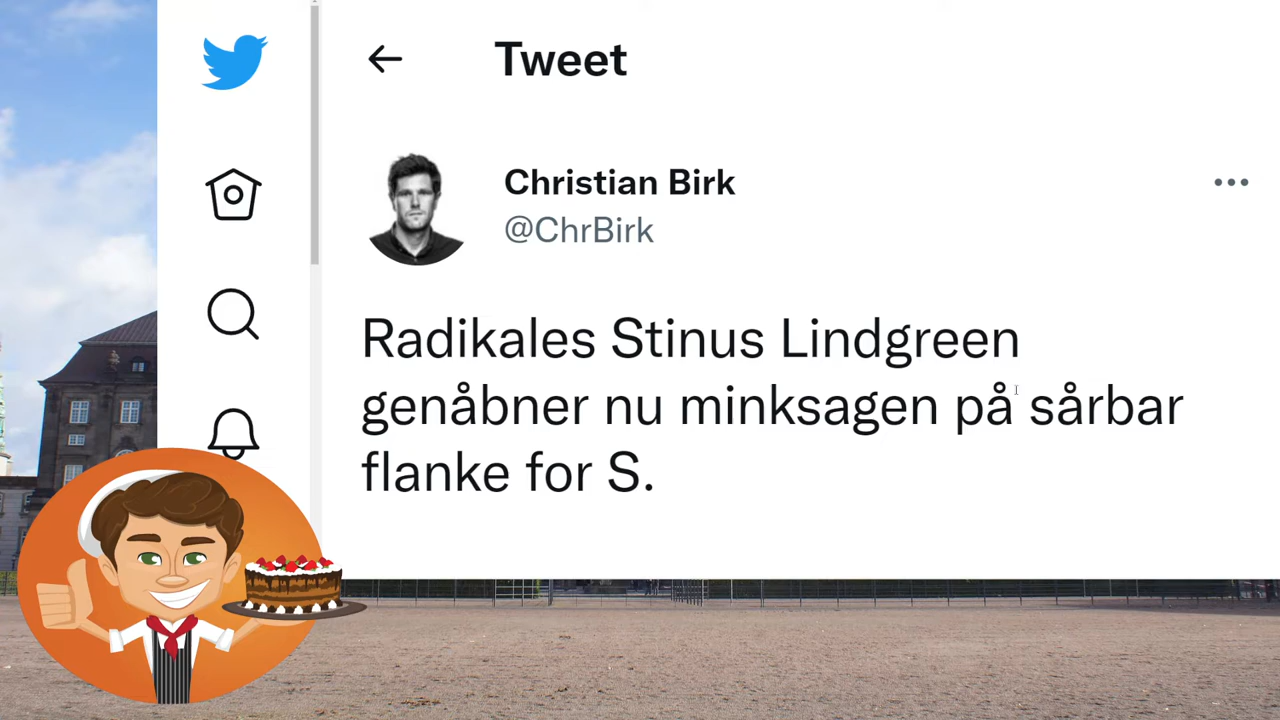 Tweet
Christian Birk
@ChrBirk
Radikales Stinus Lindgreen
genåbner nu minksagen på sårbar
flanke for S.